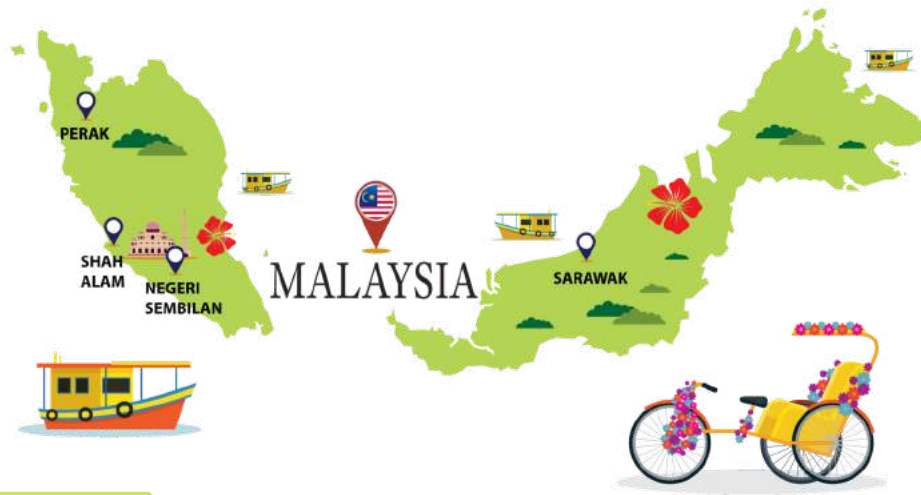 PERAK
SHAH
ALAM
NEGERI
SEMBILAN
MALAYSIA
SARAWAK